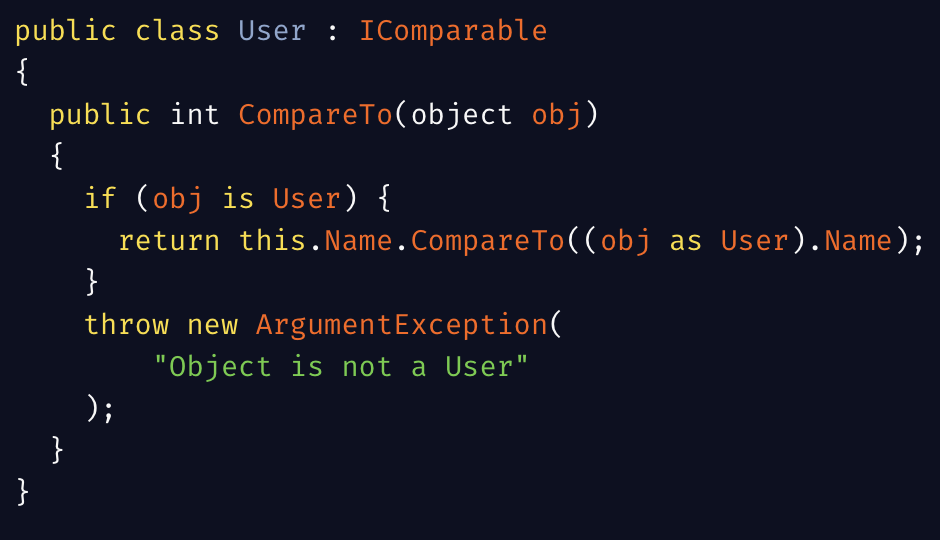 public class User : IComparable
{
  public int CompareTo(object obj)
  {
    if (obj is User) {
      return this.Name.CompareTo((obj as User).Name);
    }
    throw new ArgumentException(
        "Object is not a User"
    );
  }
}